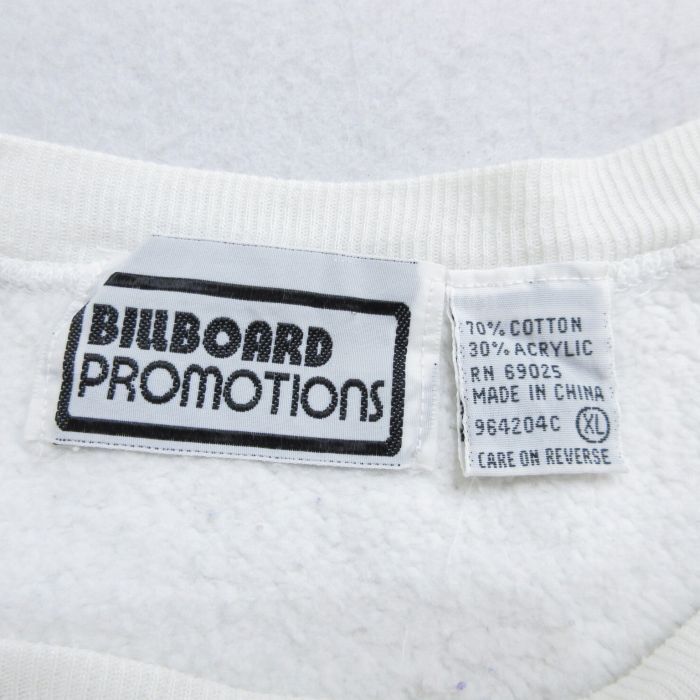 BILLBOARD
PROMOTIONS
70% COTTON
30% ACRYLIC
RN 69025
MADE IN CHINA
964204C XL
CARE ON REVERSE